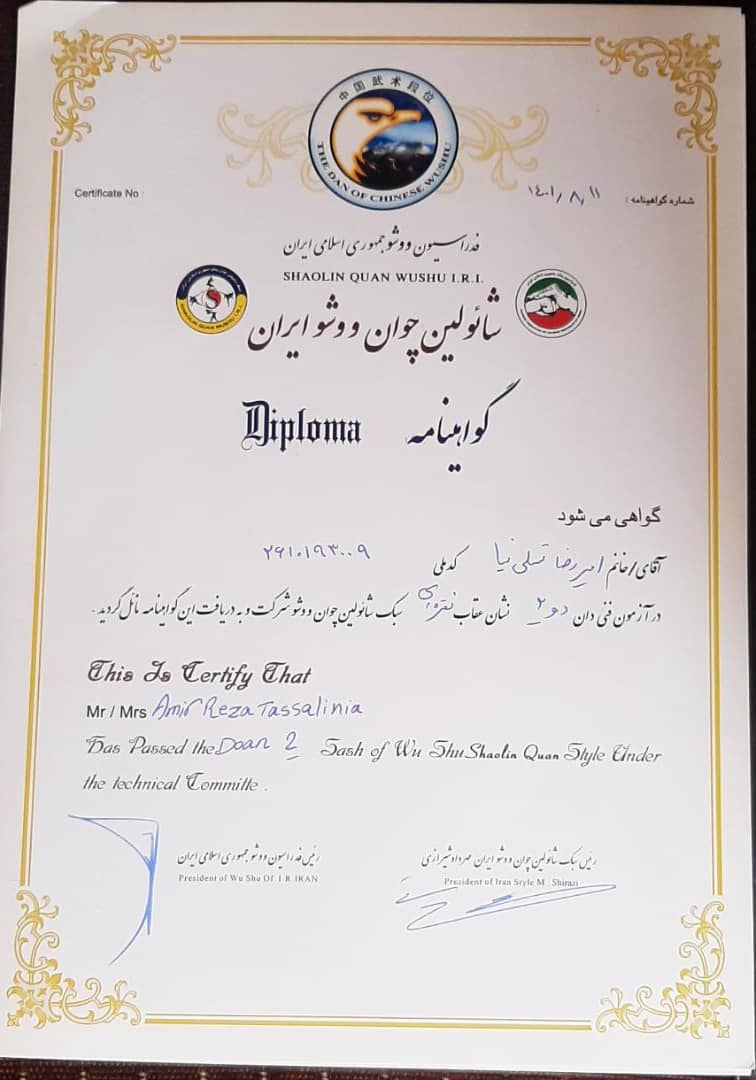 中国武术段位
THE DAN OF CHINESE WUSHU
Certificate No :
شماره گواهینامه : ۱۴۰۱/۸/۱۱
فدراسیون ووشو جمهوری اسلامی ایران
SHAOLIN QUAN WUSHU I.R.I.
شائولین چوان ووشو ایران
Diploma گواهینامه
گواهی می شود
آقای/خانم امیررضا تسلی نیا کدملی ۲۹۱۰۱۹۳۰۰۹
در آزمون فنی دان دو ۲ نشان عقاب نقره ای سبک شائولین چوان ووشو شرکت و به دریافت این گواهینامه نائل گردید .
This Is Certify That
Mr / Mrs Amir Reza Tassalinia
Has Passed the Doan 2 Sash of Wu Shu Shaolin Quan Style Under
the technical Committe .
رئیس سبک شائولین چوان ووشو ایران مهرداد شیرازی
President of Iran Style M . Shirazi
رئیس فدراسیون ووشو جمهوری اسلامی ایران
President of Wu Shu Of I.R.IRAN